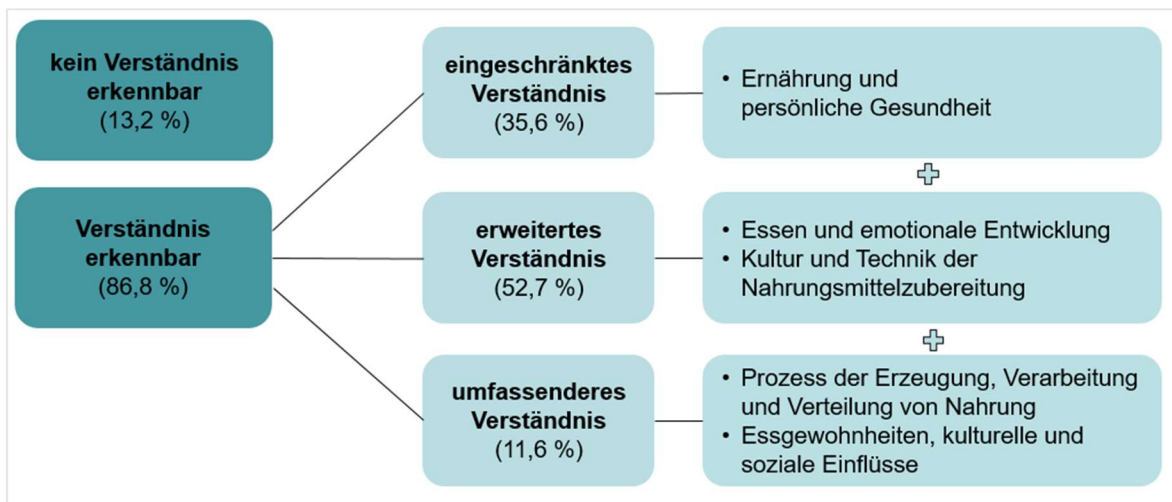 kein Verständnis
erkennbar
(13,2 %)
Verständnis
erkennbar
(86,8 %)
eingeschränktes
Verständnis
(35,6 %)
erweitertes
Verständnis
(52,7 %)
umfassenderes
Verständnis
(11,6 %)
• Ernährung und
persönliche Gesundheit
• Essen und emotionale Entwicklung
• Kultur und Technik der
Nahrungsmittelzubereitung
• Prozess der Erzeugung, Verarbeitung
und Verteilung von Nahrung
• Essgewohnheiten, kulturelle und
soziale Einflüsse